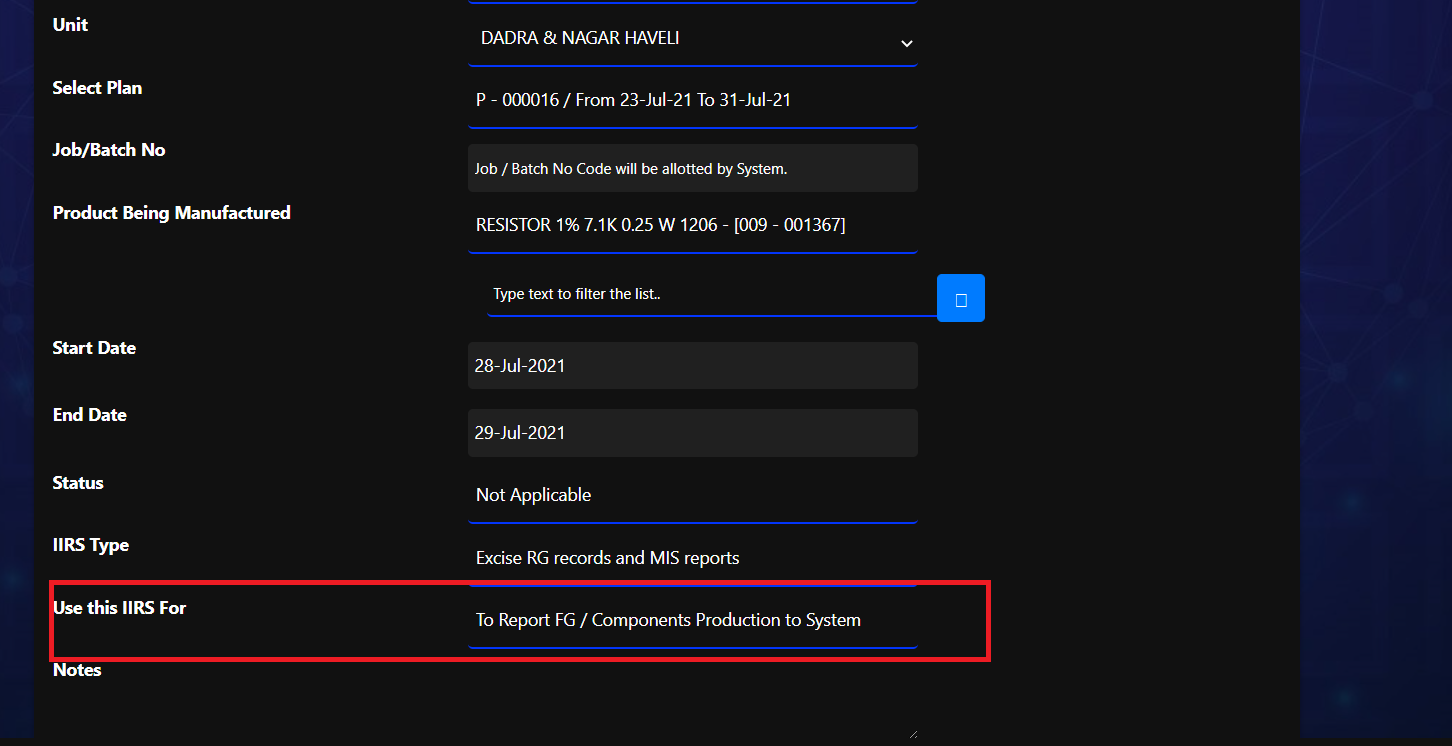 Unit
DADRA & NAGAR HAVELI
Select Plan
P - 000016 / From 23-Jul-21 To 31-Jul-21
Job/Batch No
Job / Batch No Code will be allotted by System.
Product Being Manufactured
RESISTOR 1% 7.1K 0.25 W 1206 - [009 - 001367]
Type text to filter the list..
Start Date
28-Jul-2021
End Date
29-Jul-2021
Status
Not Applicable
IIRS Type
Excise RG records and MIS reports
Use this IIRS For
To Report FG / Components Production to System
Notes